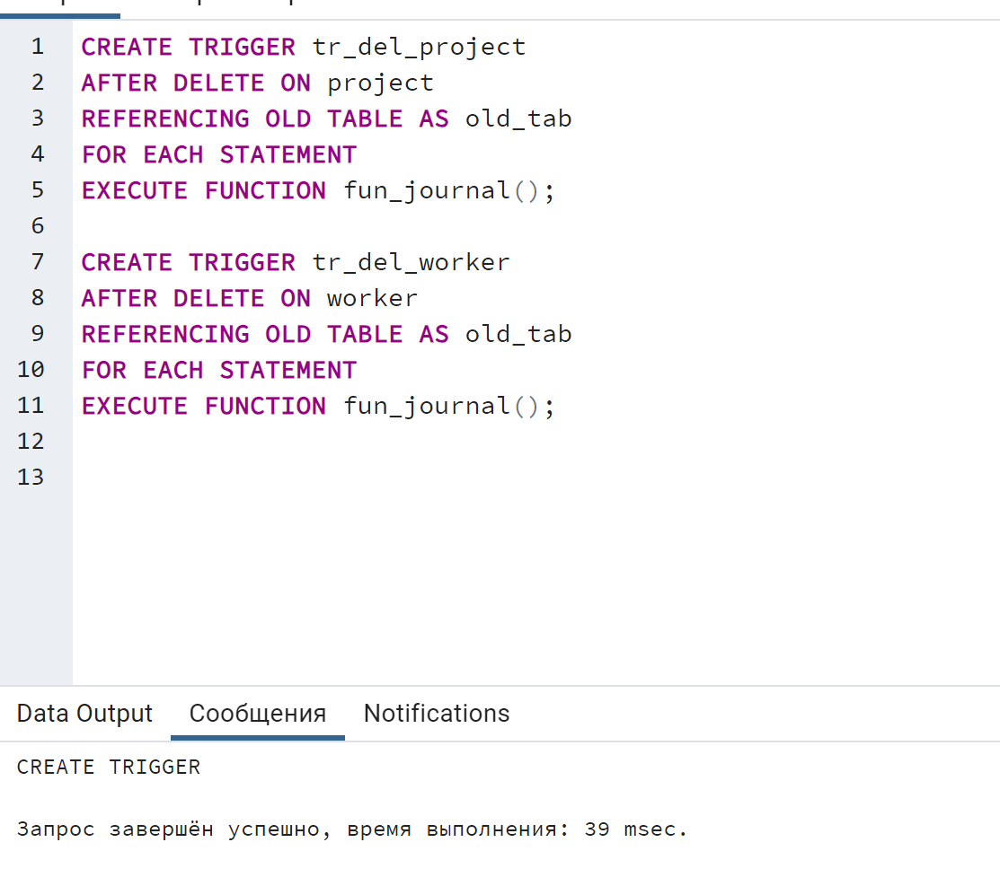 1 CREATE TRIGGER tr_del_project
2 AFTER DELETE ON project
3 REFERENCING OLD TABLE AS old_tab
4 FOR EACH STATEMENT
5 EXECUTE FUNCTION fun_journal();
6
7 CREATE TRIGGER tr_del_worker
8 AFTER DELETE ON worker
9 REFERENCING OLD TABLE AS old_tab
10 FOR EACH STATEMENT
11 EXECUTE FUNCTION fun_journal();
12
13
Data Output Сообщения Notifications
CREATE TRIGGER
Запрос завершён успешно, время выполнения: 39 msec.